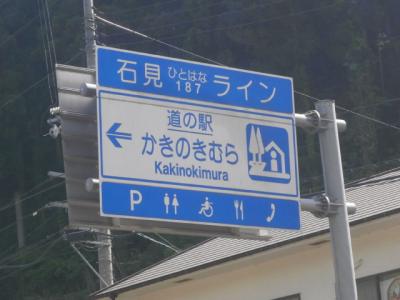 石見 ひとはな ライン
187
道の駅
かきのきむら
Kakinokimura
P